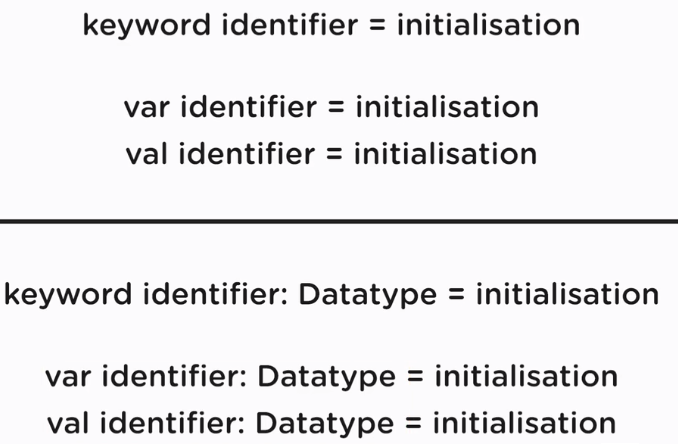 keyword identifier = initialisation
var identifier = initialisation
val identifier = initialisation
keyword identifier: Datatype = initialisation
var identifier: Datatype = initialisation
val identifier: Datatype = initialisation